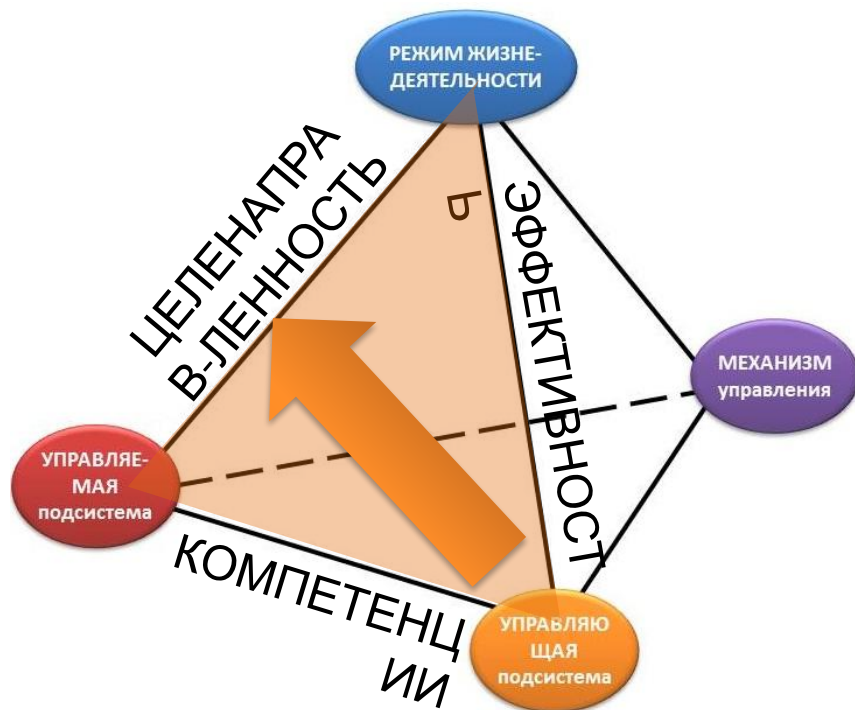 РЕЖИМ ЖИЗНЕ-
ДЕЯТЕЛЬНОСТИ
ЦЕЛЕНАПРА
В-ЛЕННОСТЬ
ЭФФЕКТИВНОСТ
Ь
МЕХАНИЗМ
управления
УПРАВЛЯЕ-
МАЯ
подсистема
КОМПЕТЕНЦ
ИИ
УПРАВЛЯЮ
ЩАЯ
подсистема